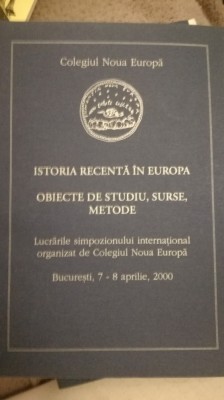 Colegiul Noua Europă
ISTORIA RECENTĂ ÎN EUROPA
OBIECTE DE STUDIU, SURSE,
METODE
Lucrările simpozionului internațional
organizat de Colegiul Noua Europă
București, 7 - 8 aprilie, 2000